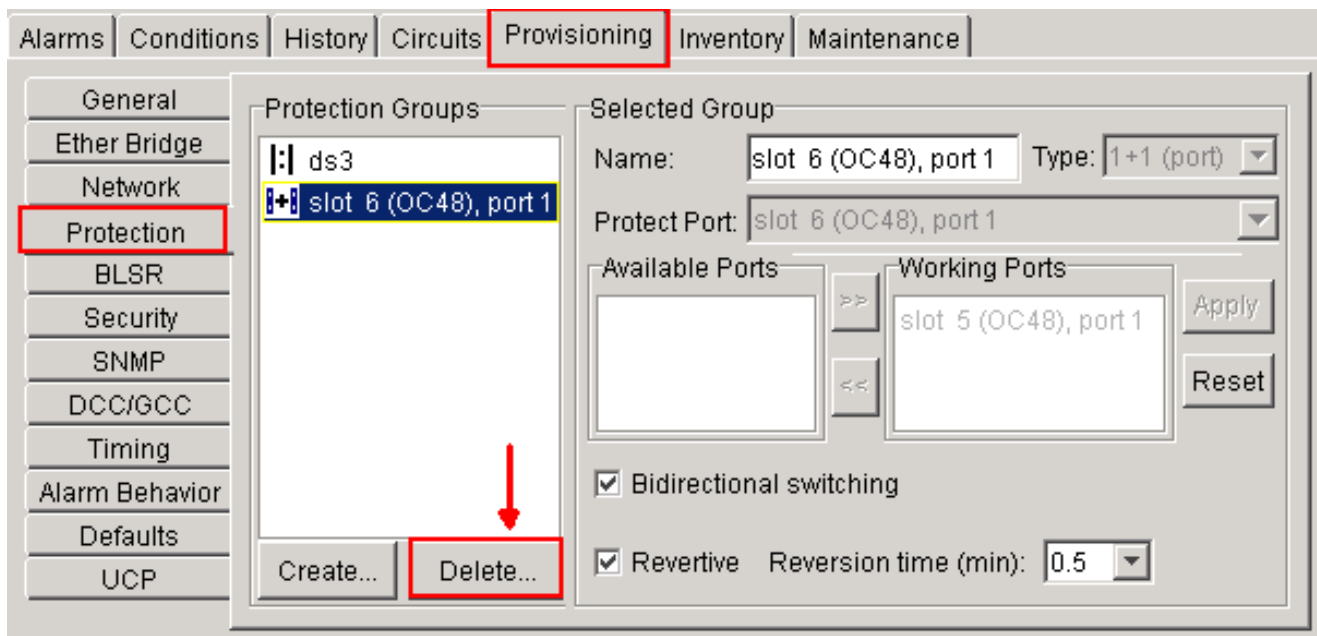 Alarms Conditions History Circuits Provisioning Inventory Maintenance
General
Ether Bridge
Network
Protection
BLSR
Security
SNMP
DCC/GCC
Timing
Alarm Behavior
Defaults
UCP
Protection Groups
ds3
slot 6 (OC48), port 1
Create... Delete...
Selected Group
Name: slot 6 (OC48), port 1 Type: 1+1 (port)
Protect Port: slot 6 (OC48), port 1
Available Ports
>>
<<
Working Ports
slot 5 (OC48), port 1
Apply
Reset
Bidirectional switching
Revertive Reversion time (min): 0.5